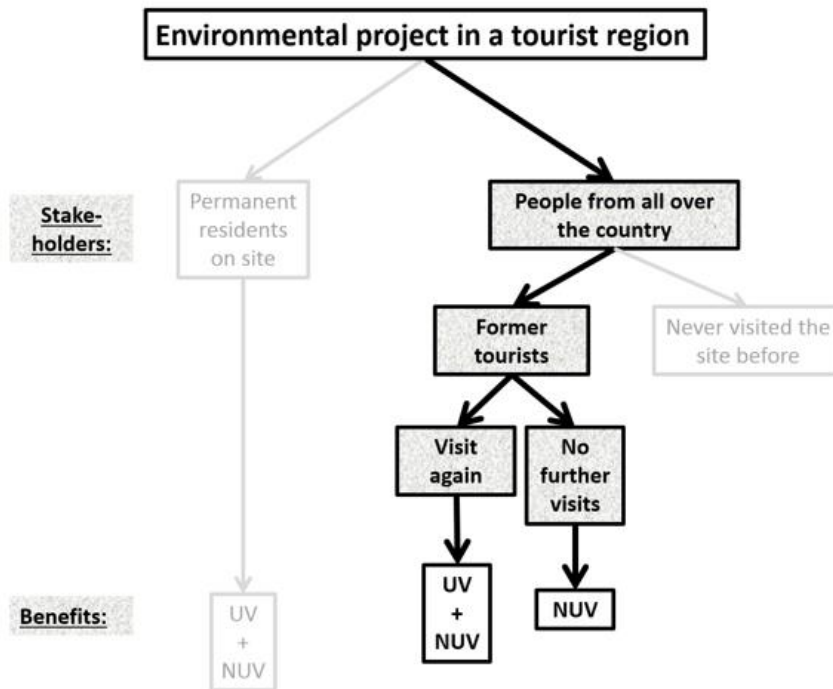 Environmental project in a tourist region
Stake-
holders:
Permanent
residents
on site
People from all over
the country
Former
tourists
Never visited the
site before
Visit
again
No
further
visits
Benefits:
UV
+
NUV
UV
+
NUV
NUV